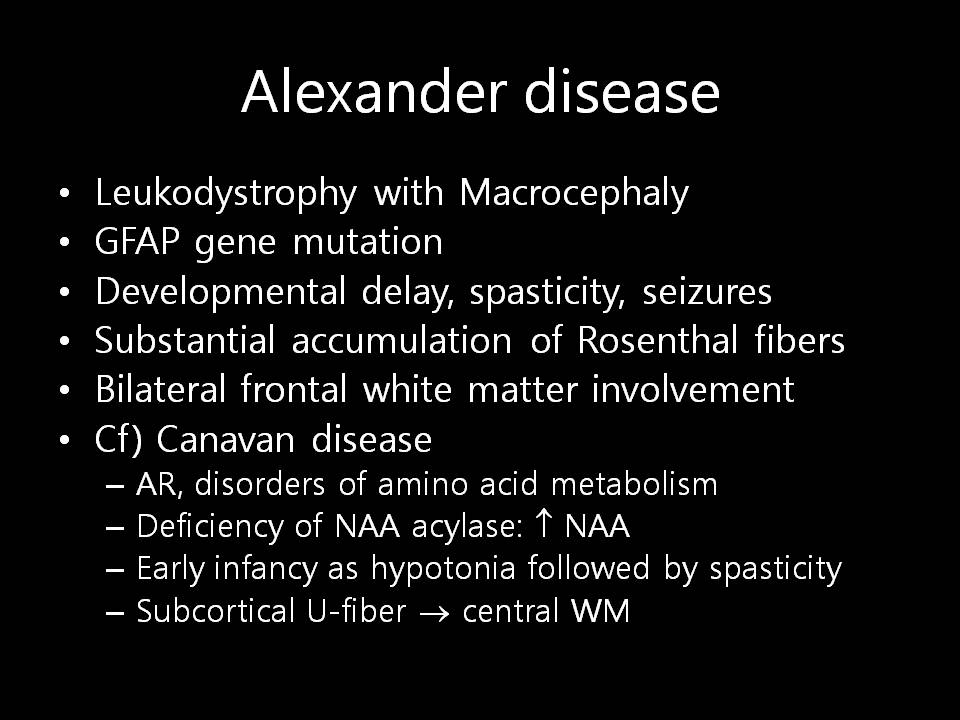 Alexander disease
• Leukodystrophy with Macrocephaly
• GFAP gene mutation
• Developmental delay, spasticity, seizures
• Substantial accumulation of Rosenthal fibers
• Bilateral frontal white matter involvement
• Cf) Canavan disease
– AR, disorders of amino acid metabolism
– Deficiency of NAA acylase: ↑ NAA
– Early infancy as hypotonia followed by spasticity
– Subcortical U-fiber → central WM